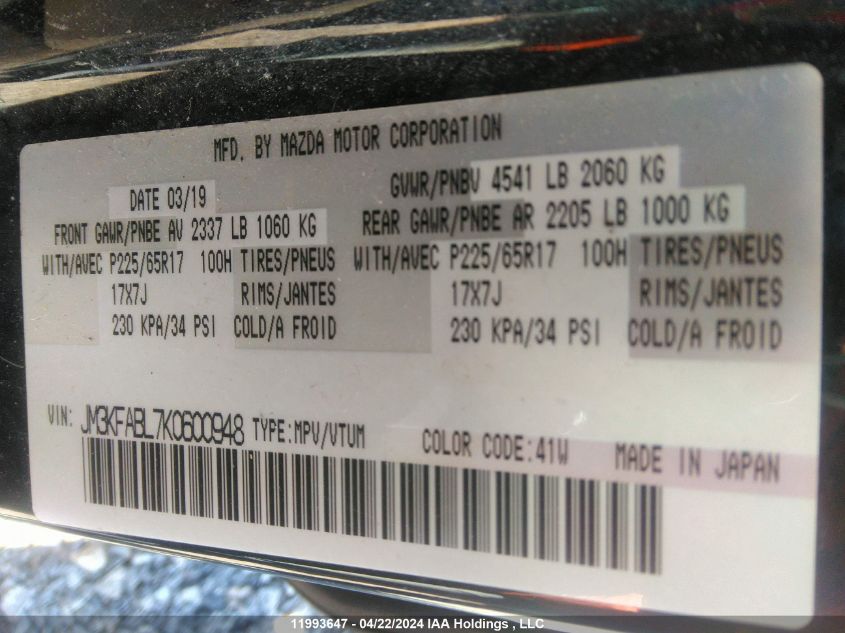 MFD. BY MAZDA MOTOR CORPORATION
DATE 03/19 GVWR/PNBV 4541 LB 2060 KG
FRONT GAWR/PNBE AV 2337 LB 1060 KG REAR GAWR/PNBE AR 2205 LB 1000 KG
WITH/AVEC P225/65R17 100H TIRES/PNEUS WITH/AVEC P225/65R17 100H TIRES/PNEUS
17X7J RIMS/JANTES 17X7J RIMS/JANTES
230 KPA/34 PSI COLD/A FROID 230 KPA/34 PSI COLD/A FROID
VIN: JM3KFABL7K0600948 TYPE:MPV/VTUM COLOR CODE:41W MADE IN JAPAN
11993647 - 04/22/2024 IAA Holdings , LLC